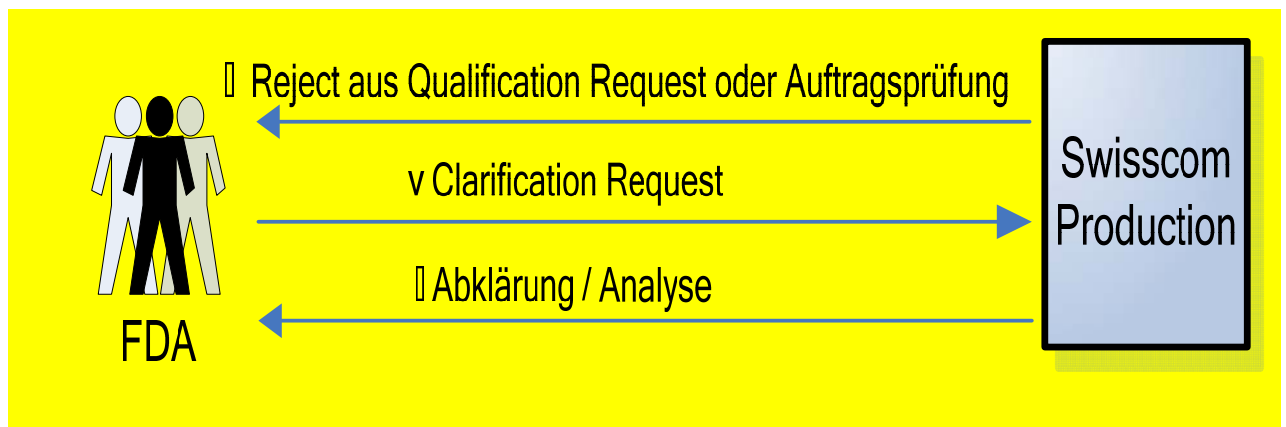 ▯ Reject aus Qualification Request oder Auftragsprüfung
v Clarification Request
▯ Abklärung / Analyse
FDA
Swisscom
Production